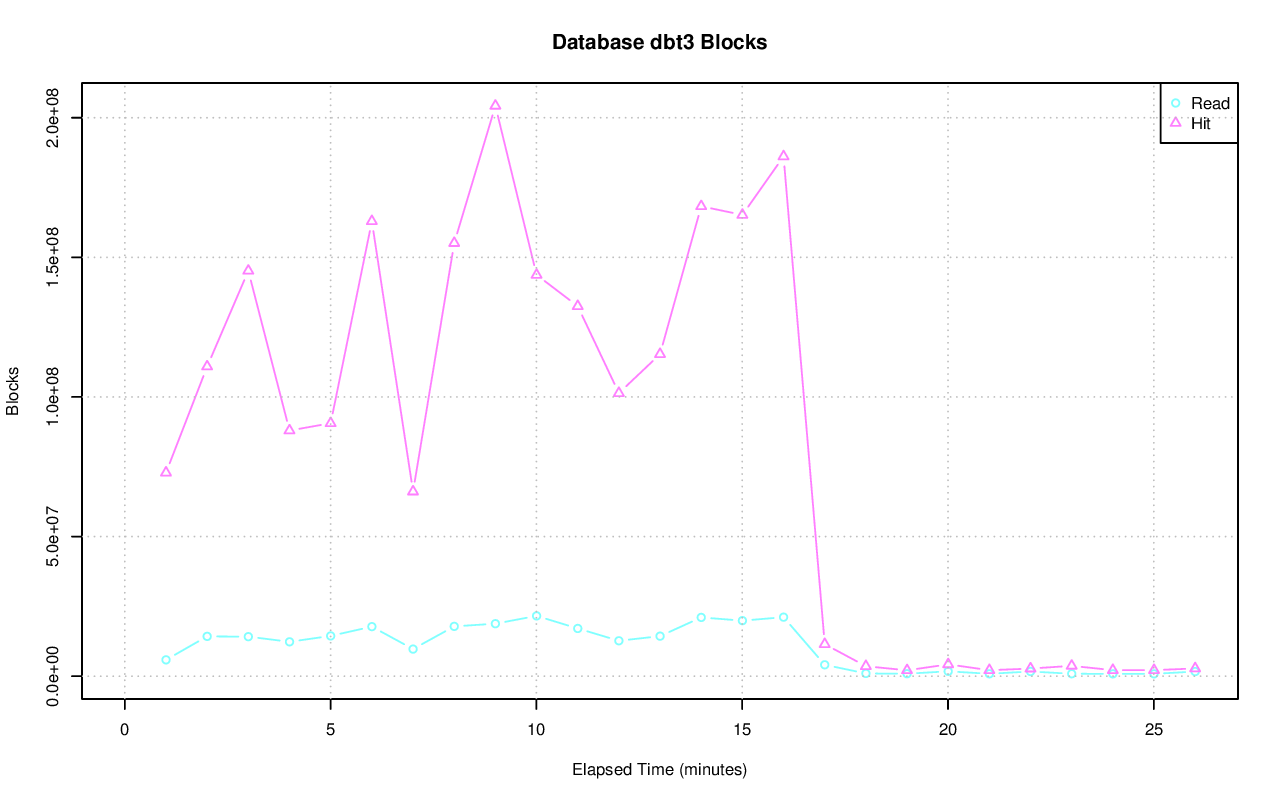 Database dbt3 Blocks
Read
Hit
2.0e+08
1.5e+08
1.0e+08
5.0e+07
0.0e+00
Blocks
0 5 10 15 20 25
Elapsed Time (minutes)